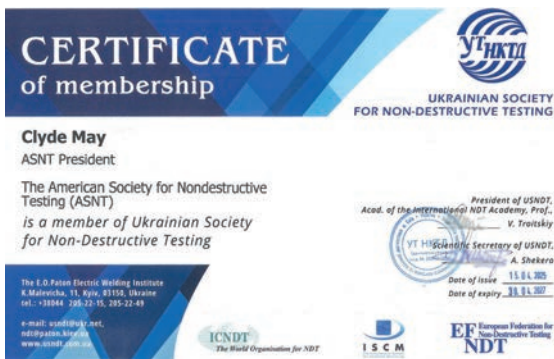 CERTIFICATE
of membership
УТ НКТД
UKRAINIAN SOCIETY
FOR NON-DESTRUCTIVE TESTING
Clyde May
ASNT President
The American Society for Nondestructive
Testing (ASNT)
is a member of Ukrainian Society
for Non-Destructive Testing
President of USNDT,
Acad. of the International NDT Academy, Prof.,
V. Troitskiy
УТ НКТД
Scientific Secretary of USNDT,
A. Shekero
Date of issue 15.04.2025
Date of expiry
The E.O.Paton Electric Welding Institute
K.Malevicha, 11, Kyiv, 03150, Ukraine
tel.: +38044 205-22-15, 205-22-49
e-mail: usndt@ukr.net,
ndt@paton.kiev.ua
www.usndt.com.ua
ICNDT
The World Organisation for NDT
ISCM
EF European Federation for
Non-Destructive Testing
NDT